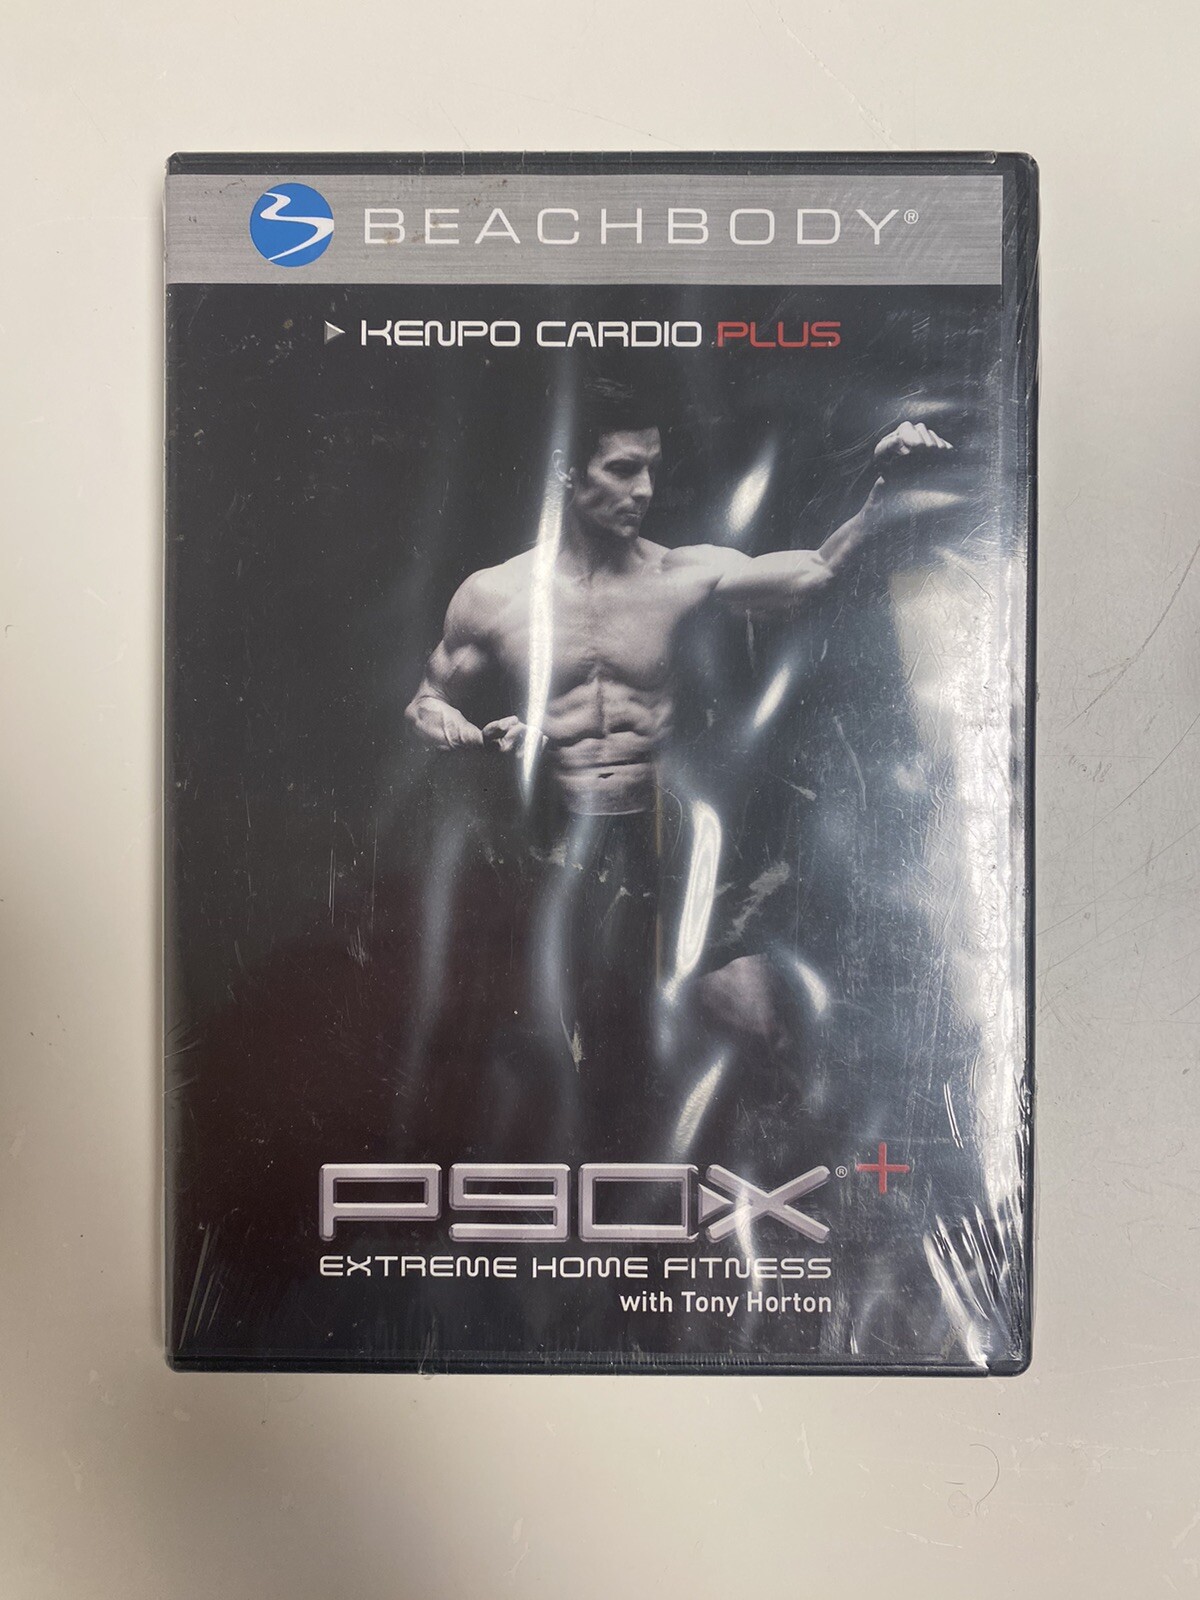 BEACHBODY®
KENPO CARDIO PLUS
P90X®+
EXTREME HOME FITNESS
with Tony Horton